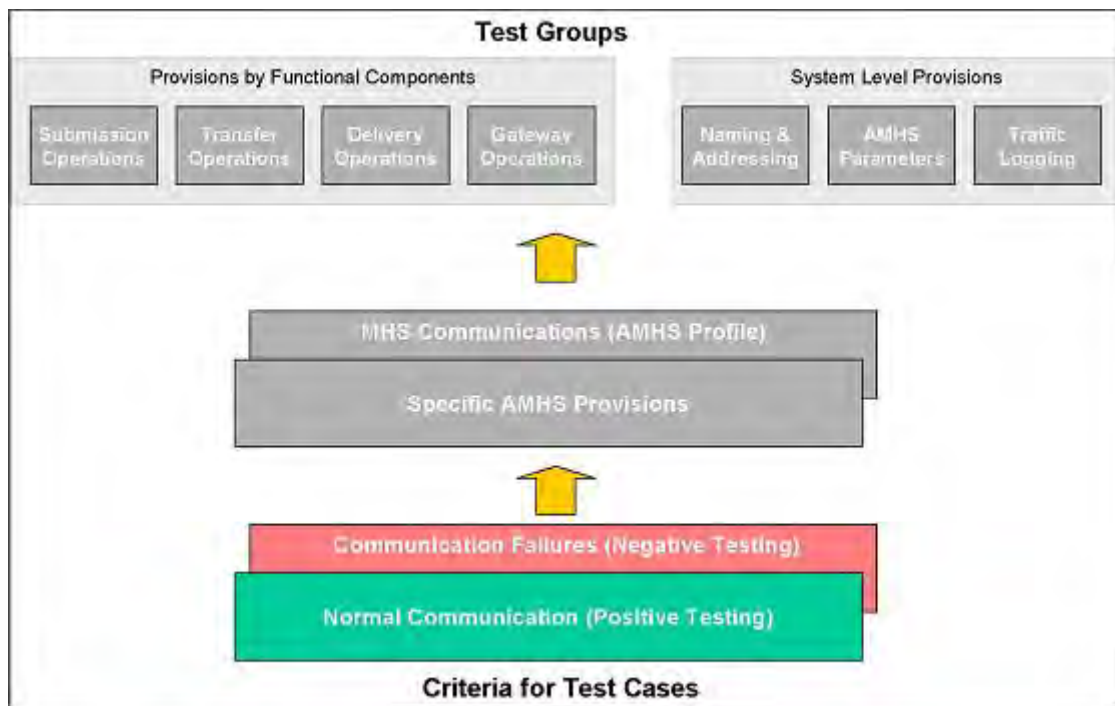 Test Groups
Provisions by Functional Components
Submission
Operations
Transfer
Operations
Delivery
Operations
Gateway
Operations
System Level Provisions
Naming &
Addressing
AMHS
Parameters
Traffic
Logging
MHS Communications (AMHS Profile)
Specific AMHS Provisions
Communication Failures (Negative Testing)
Normal Communication (Positive Testing)
Criteria for Test Cases